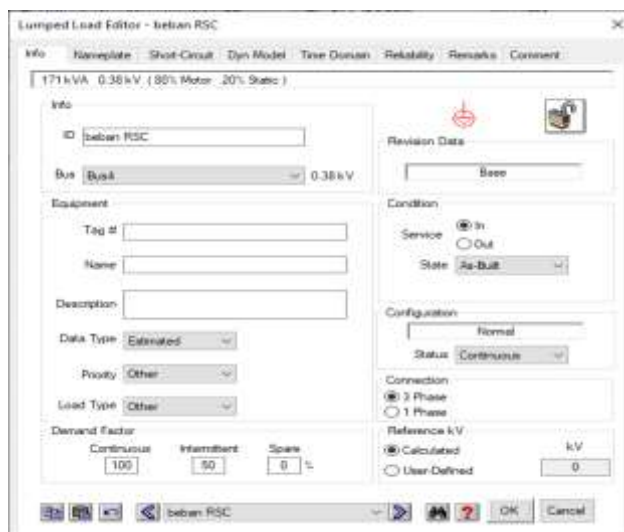 Lumped Load Editor - beban RSC
Info Nameplate Short-Circuit Dyn Model Time Domain Reliability Remarks Comment
171 kVA 0.38 kV ( 80% Motor 20% Static )
Info
ID beban RSC
Bus Bus4 0.38 kV
Revision Data
Base
Equipment
Tag #
Name
Description
Data Type Estimated
Priority Other
Load Type Other
Condition
Service In
Out
State As-Built
Configuration
Normal
Status Continuous
Connection
3 Phase
1 Phase
Demand Factor
Continuous Intermittent Spare
100 50 0 %
Reference kV
Calculated kV
User-Defined 0
beban RSC ? OK Cancel